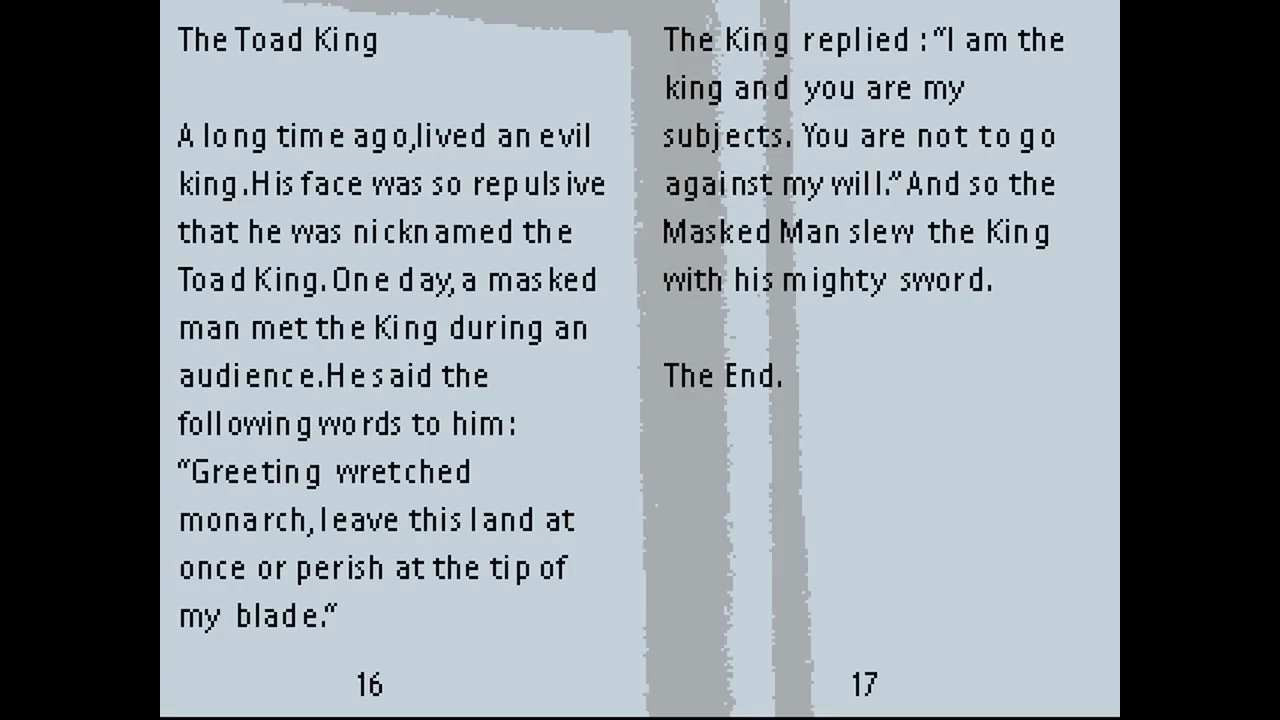 The Toad King
A long time ago,lived an evil
king.His face was so repulsive
that he was nicknamed the
Toad King.One day,a masked
man met the King during an
audience.He said the
following words to him:
“Greeting wretched
monarch,leave this land at
once or perish at the tip of
my blade.“
16
The King replied :“I am the
king and you are my
subjects. You are not to go
against my will.“And so the
Masked Man slew the King
with his mighty sword.
The End.
17